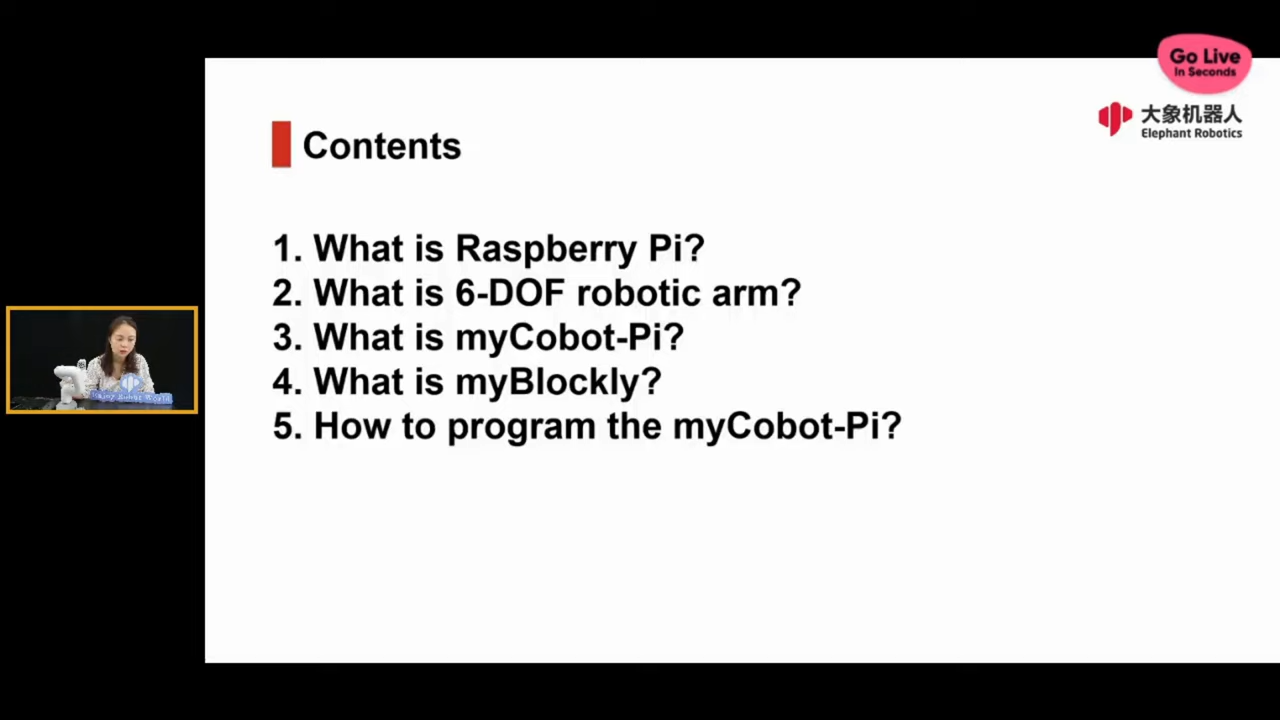 Go Live
In Seconds
大象机器人
Elephant Robotics
Contents
1. What is Raspberry Pi?
2. What is 6-DOF robotic arm?
3. What is myCobot-Pi?
4. What is myBlockly?
5. How to program the myCobot-Pi?
World